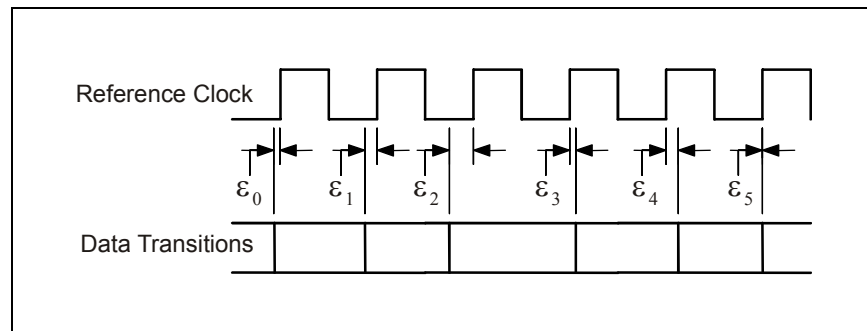 Reference Clock
ε0 ε1 ε2 ε3 ε4 ε5
Data Transitions